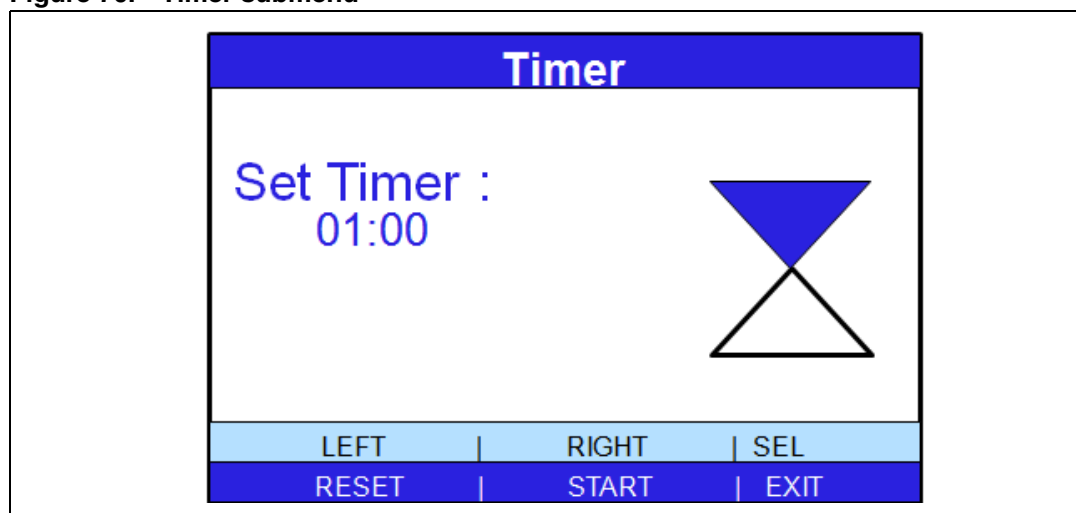 Timer
Set Timer :
01:00
LEFT | RIGHT | SEL
RESET | START | EXIT